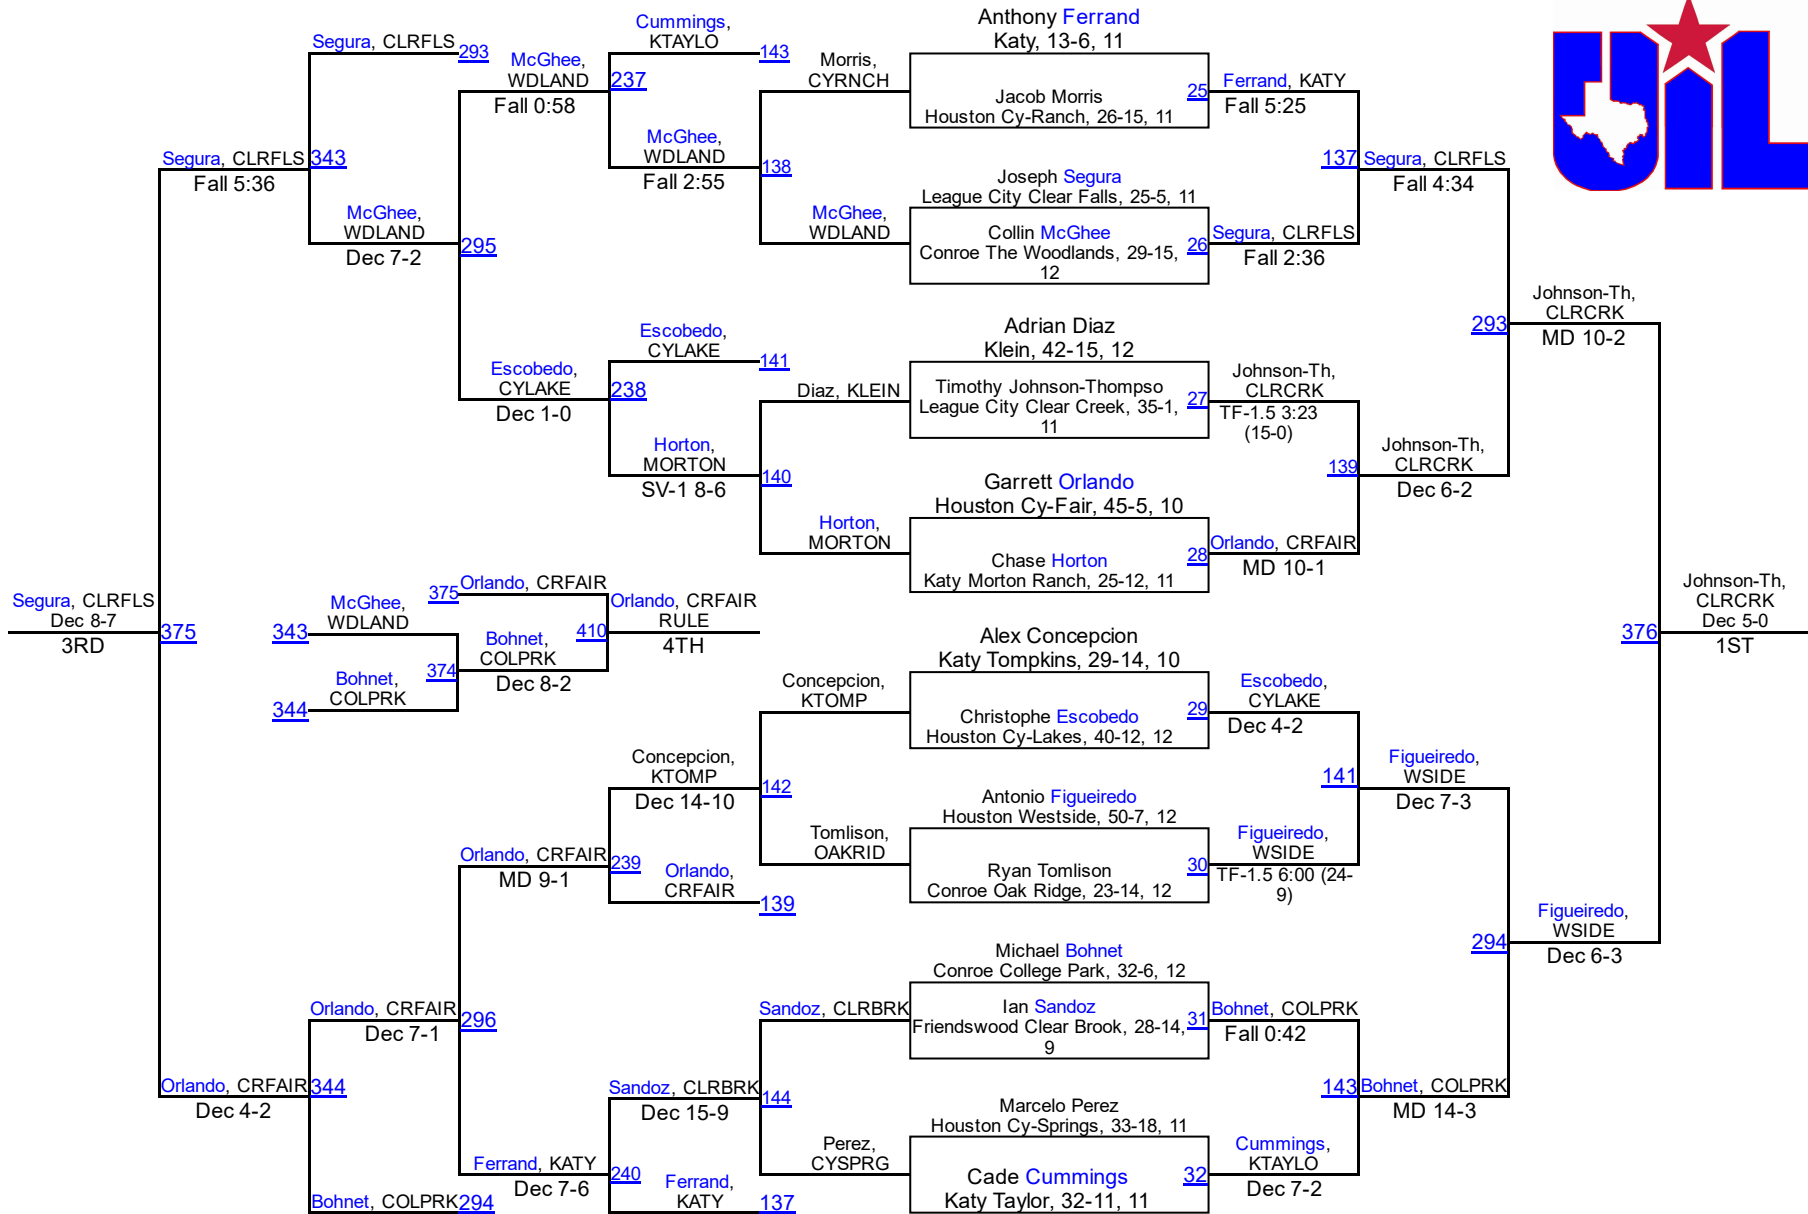 Anthony Ferrand
Katy, 13-6, 11
Cummings,
KTAYLO
143
Segura, CLRFLS
293
McGhee,
WDLAND
237
Fall 0:58
Morris,
CYRNCH
Jacob Morris
Houston Cy-Ranch, 26-15, 11
25
Ferrand, KATY
Fall 5:25
McGhee,
WDLAND
138
Fall 2:55
Segura, CLRFLS
343
Fall 5:36
137
Segura, CLRFLS
Fall 4:34
Joseph Segura
League City Clear Falls, 25-5, 11
McGhee,
WDLAND
295
Dec 7-2
McGhee,
WDLAND
Collin McGhee
Conroe The Woodlands, 29-15,
12
26
Segura, CLRFLS
Fall 2:36
Johnson-Th,
CLRCRK
293
MD 10-2
Adrian Diaz
Klein, 42-15, 12
Escobedo,
CYLAKE
141
Escobedo,
CYLAKE
238
Dec 1-0
Diaz, KLEIN
Timothy Johnson-Thompso
League City Clear Creek, 35-1,
11
27
Johnson-Th,
CLRCRK
TF-1.5 3:23
(15-0)
Horton,
MORTON
140
SV-1 8-6
139
Johnson-Th,
CLRCRK
Dec 6-2
Garrett Orlando
Houston Cy-Fair, 45-5, 10
Horton,
MORTON
Chase Horton
Katy Morton Ranch, 25-12, 11
28
Orlando, CRFAIR
MD 10-1
Segura, CLRFLS
Dec 8-7
375
3RD
343
McGhee,
WDLAND
375
Orlando, CRFAIR
Bohnet,
COLPRK
374
Dec 8-2
410
Orlando, CRFAIR
RULE
4TH
344
Bohnet,
COLPRK
Johnson-Th,
CLRCRK
Dec 5-0
376
1ST
Alex Concepcion
Katy Tompkins, 29-14, 10
Concepcion,
KTOMP
Christophe Escobedo
Houston Cy-Lakes, 40-12, 12
29
Escobedo,
CYLAKE
Dec 4-2
Concepcion,
KTOMP
142
Dec 14-10
141
Figueiredo,
WSIDE
Dec 7-3
Antonio Figueiredo
Houston Westside, 50-7, 12
Tomlison,
OAKRID
Ryan Tomlison
Conroe Oak Ridge, 23-14, 12
30
Figueiredo,
WSIDE
TF-1.5 6:00 (24-
9)
Orlando, CRFAIR
239
MD 9-1
Orlando,
CRFAIR
139
294
Figueiredo,
WSIDE
Dec 6-3
Michael Bohnet
Conroe College Park, 32-6, 12
Orlando, CRFAIR
296
Dec 7-1
Sandoz, CLRBRK
Ian Sandoz
Friendswood Clear Brook, 28-14,
9
31
Bohnet, COLPRK
Fall 0:42
Orlando, CRFAIR
344
Dec 4-2
Sandoz, CLRBRK
144
Dec 15-9
143
Bohnet, COLPRK
MD 14-3
Marcelo Perez
Houston Cy-Springs, 33-18, 11
Perez,
CYSPRG
Cade Cummings
Katy Taylor, 32-11, 11
32
Cummings,
KTAYLO
Dec 7-2
Ferrand, KATY
240
Dec 7-6
Ferrand,
KATY
137
Bohnet, COLPRK
294
UIL